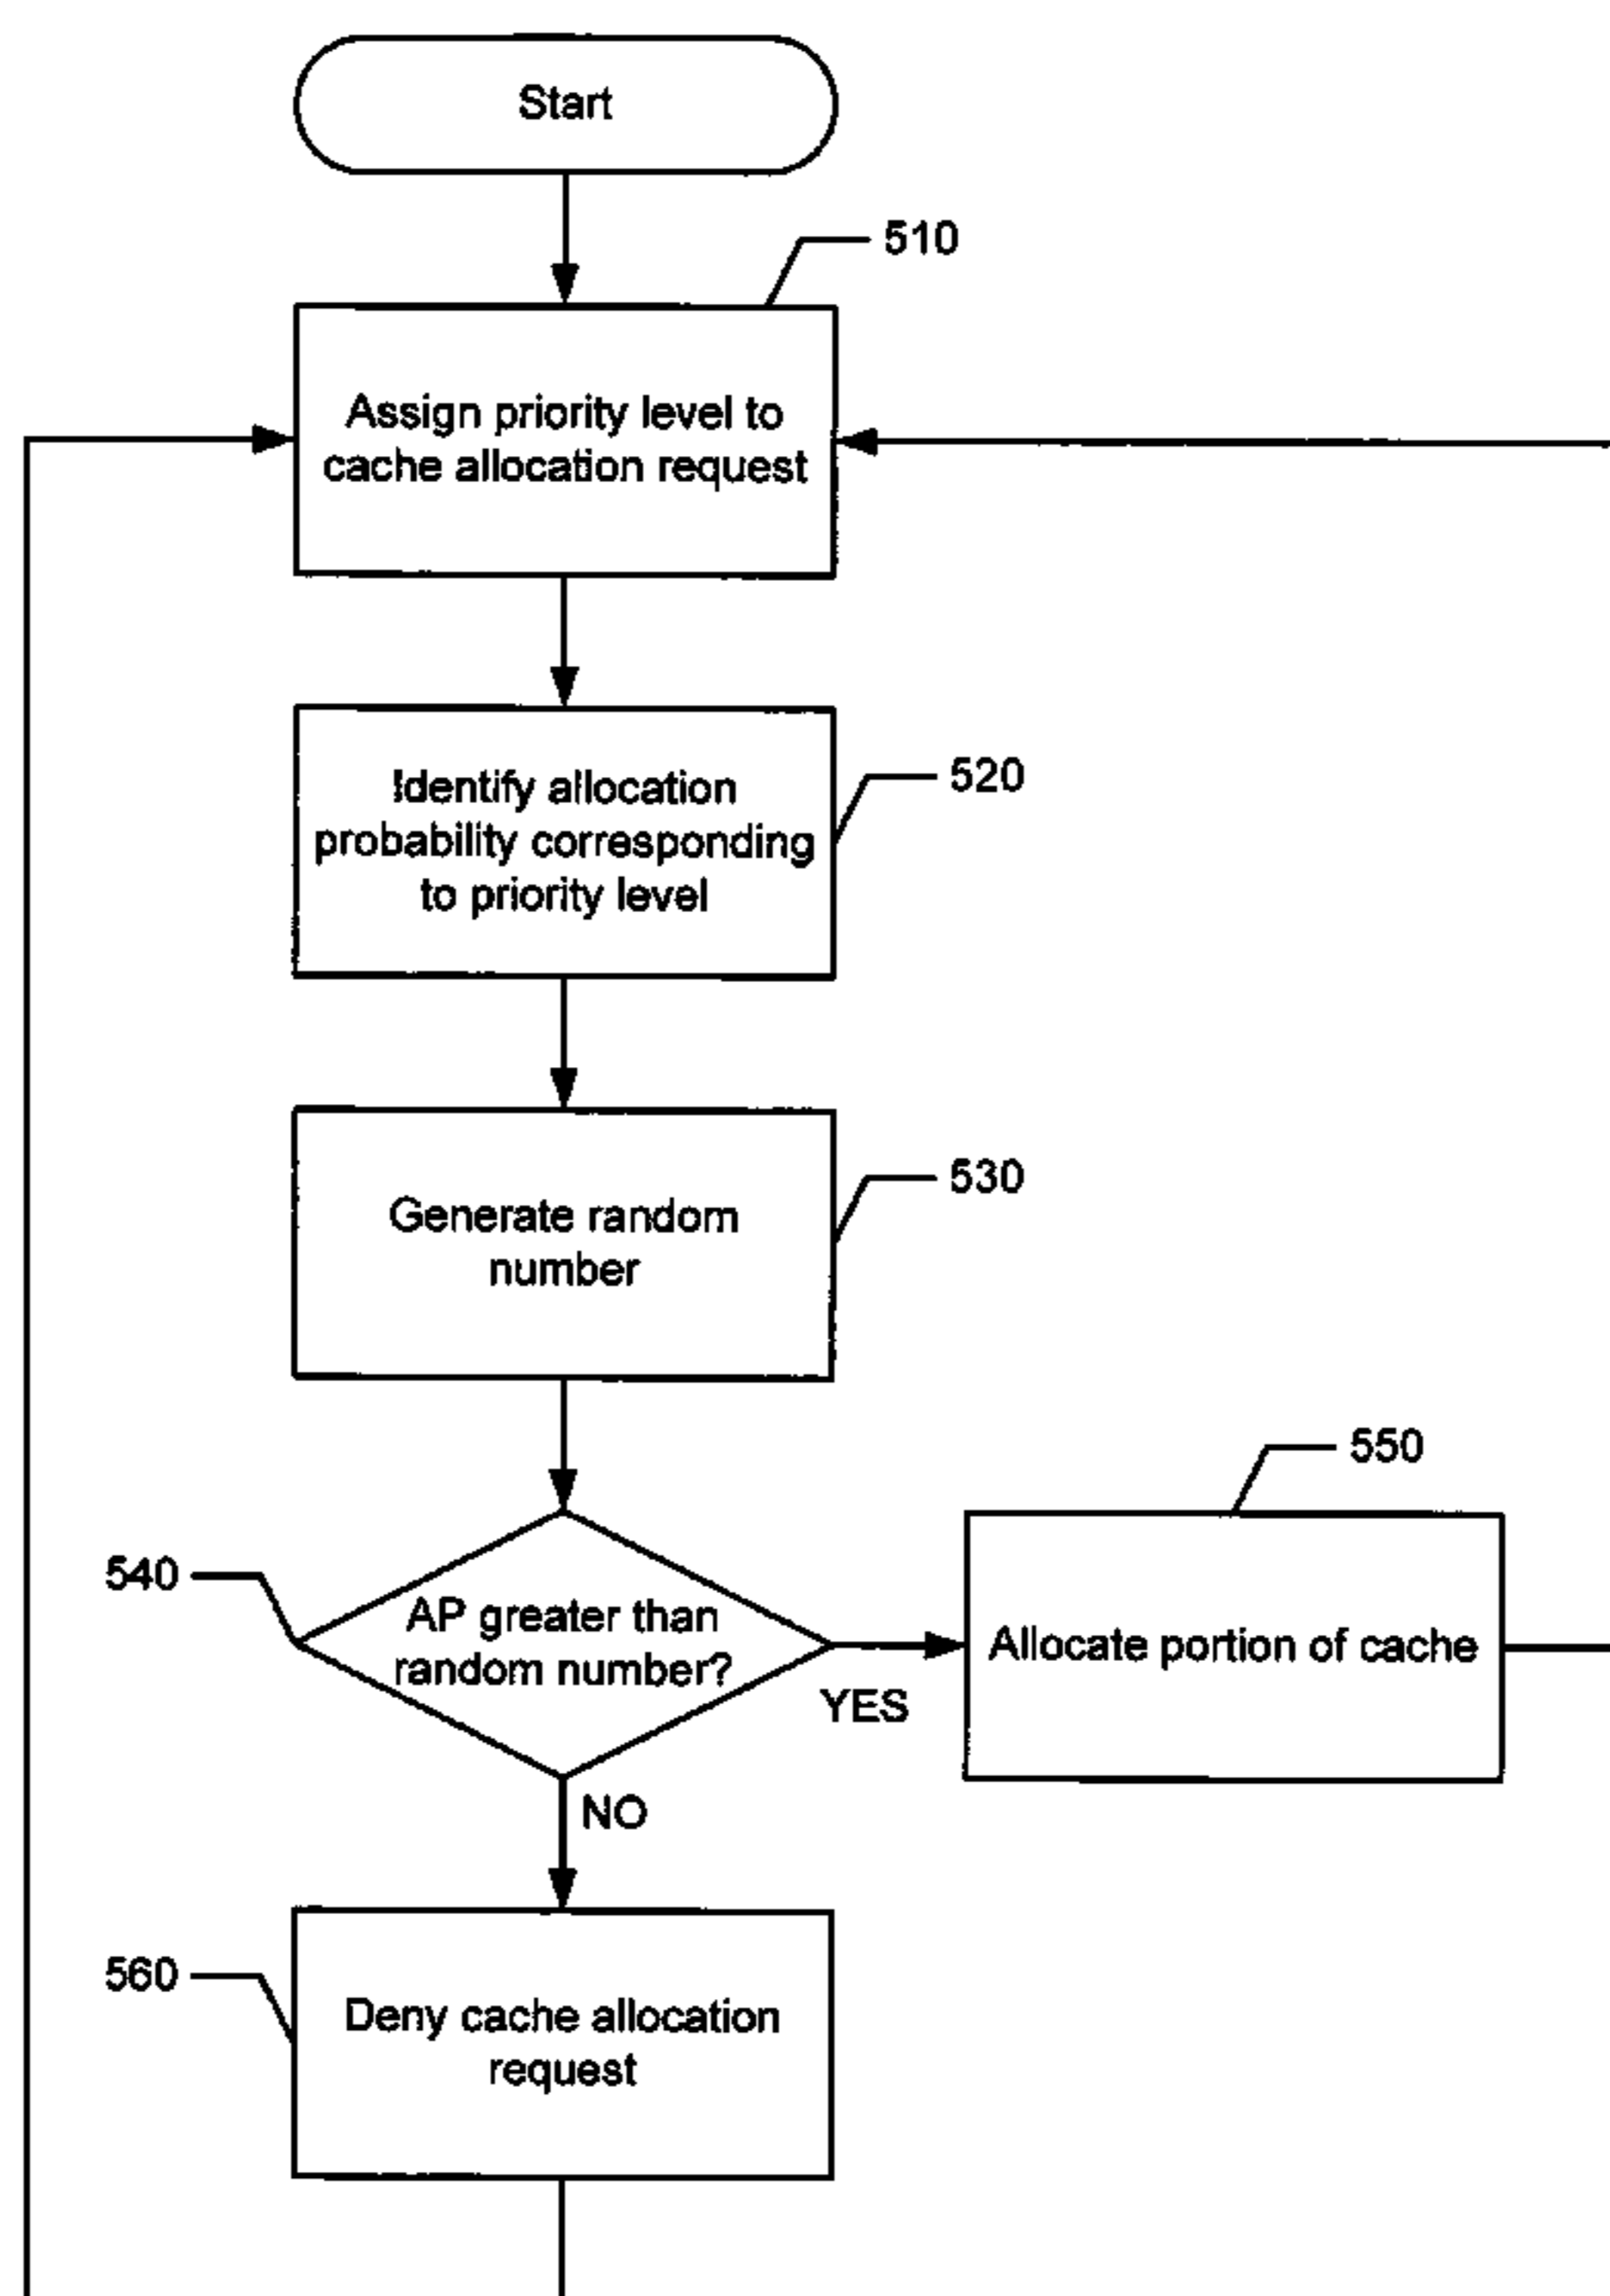 Start
510
Assign priority level to
cache allocation request
520
Identify allocation
probability corresponding
to priority level
530
Generate random
number
540
AP greater than
random number?
YES
550
Allocate portion of cache
NO
560
Deny cache allocation
request